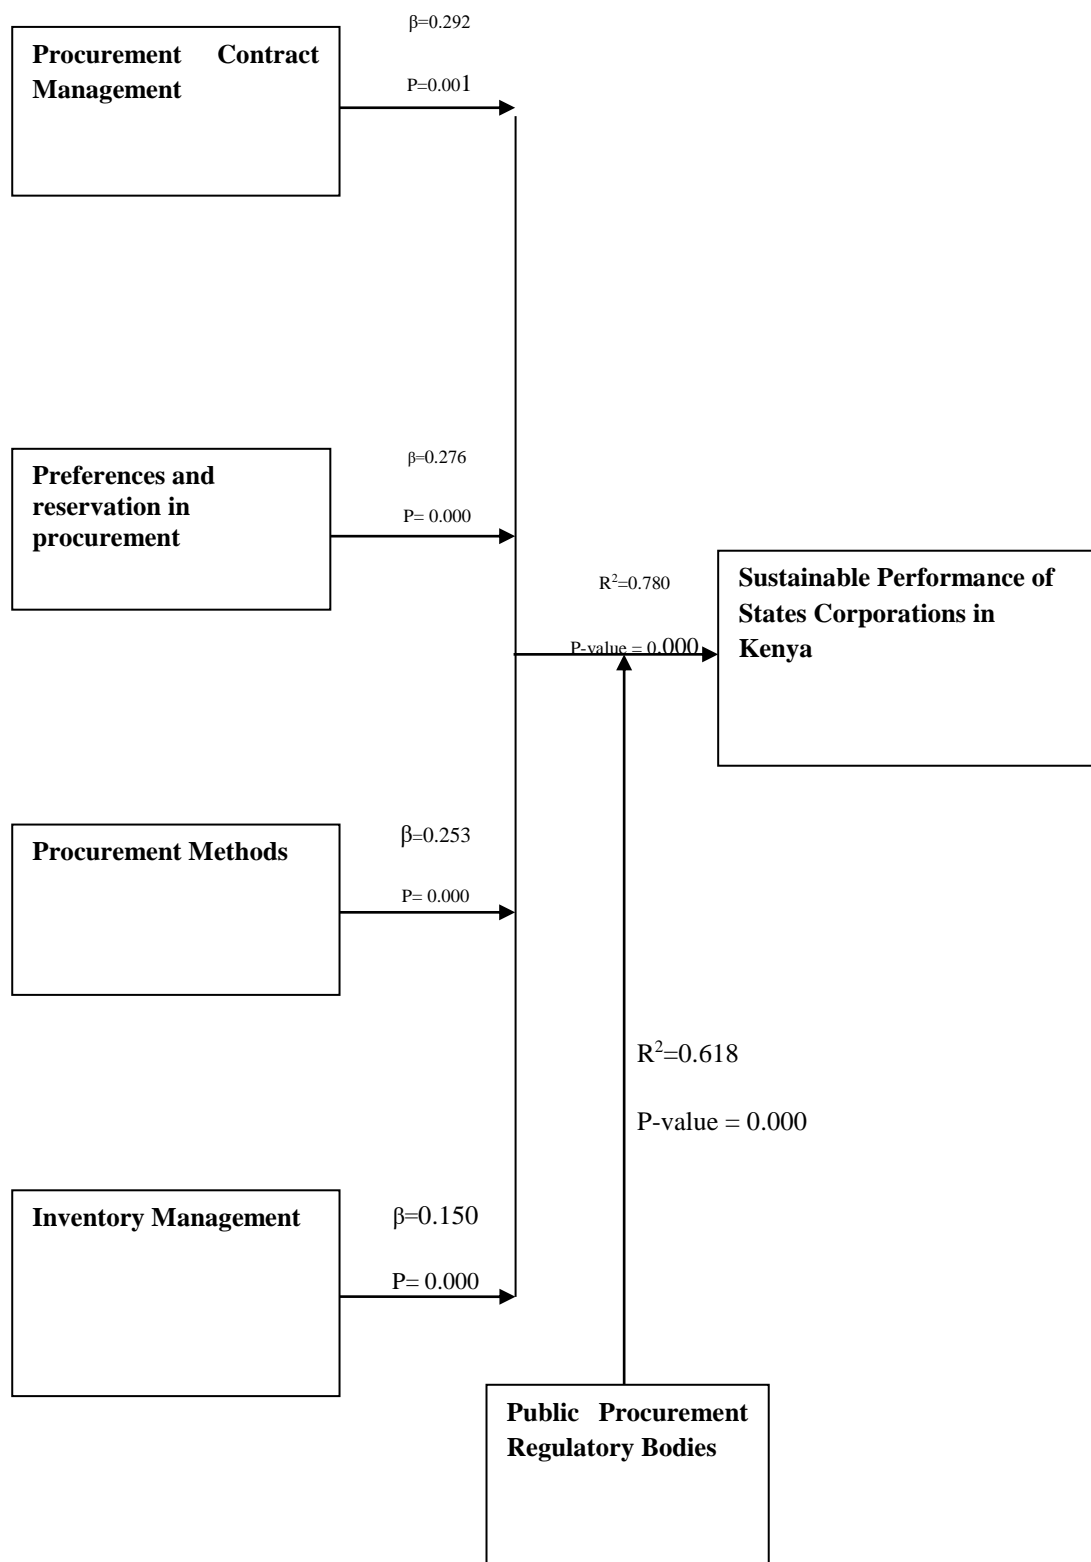 β=0.292
Procurement Contract
Management
P=0.001
β=0.276
Preferences and
reservation in
procurement
P= 0.000
R²=0.780
P-value = 0.000
Sustainable Performance of
States Corporations in
Kenya
β=0.253
Procurement Methods
P= 0.000
R²=0.618
P-value = 0.000
Inventory Management
β=0.150
P= 0.000
Public Procurement
Regulatory Bodies